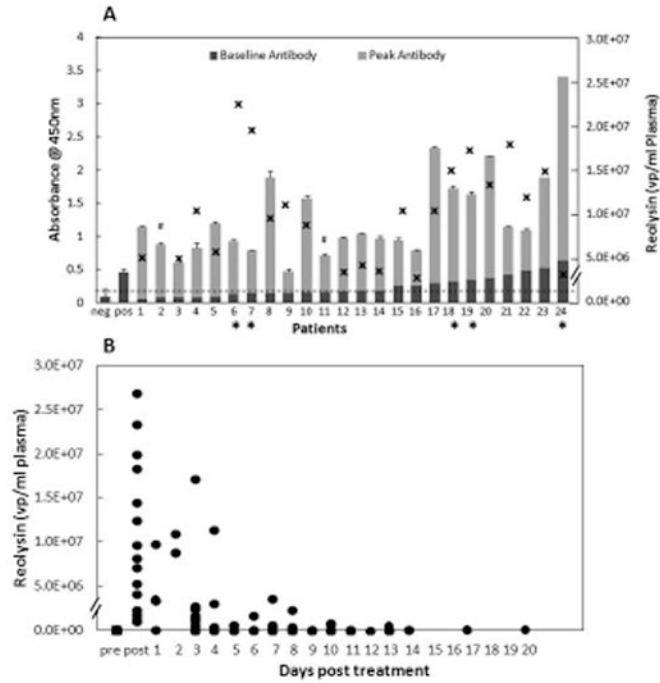 A
4
3.5
3
2.5
2
1.5
1
0.5
0
Absorbance @ 450nm
Baseline Antibody
Peak Antibody
3.0E+07
2.5E+07
2.0E+07
1.5E+07
1.0E+07
5.0E+06
0.0E+00
Reolysin (vp/ml Plasma)
#
#
neg pos 1 2 3 4 5 6 7 8 9 10 11 12 13 14 15 16 17 18 19 20 21 22 23 24
* * * * *
Patients
B
3.0E+07
2.5E+07
2.0E+07
1.5E+07
1.0E+07
5.0E+06
0.0E+00
Reolysin (vp/ml plasma)
pre post 1 2 3 4 5 6 7 8 9 10 11 12 13 14 15 16 17 18 19 20
Days post treatment